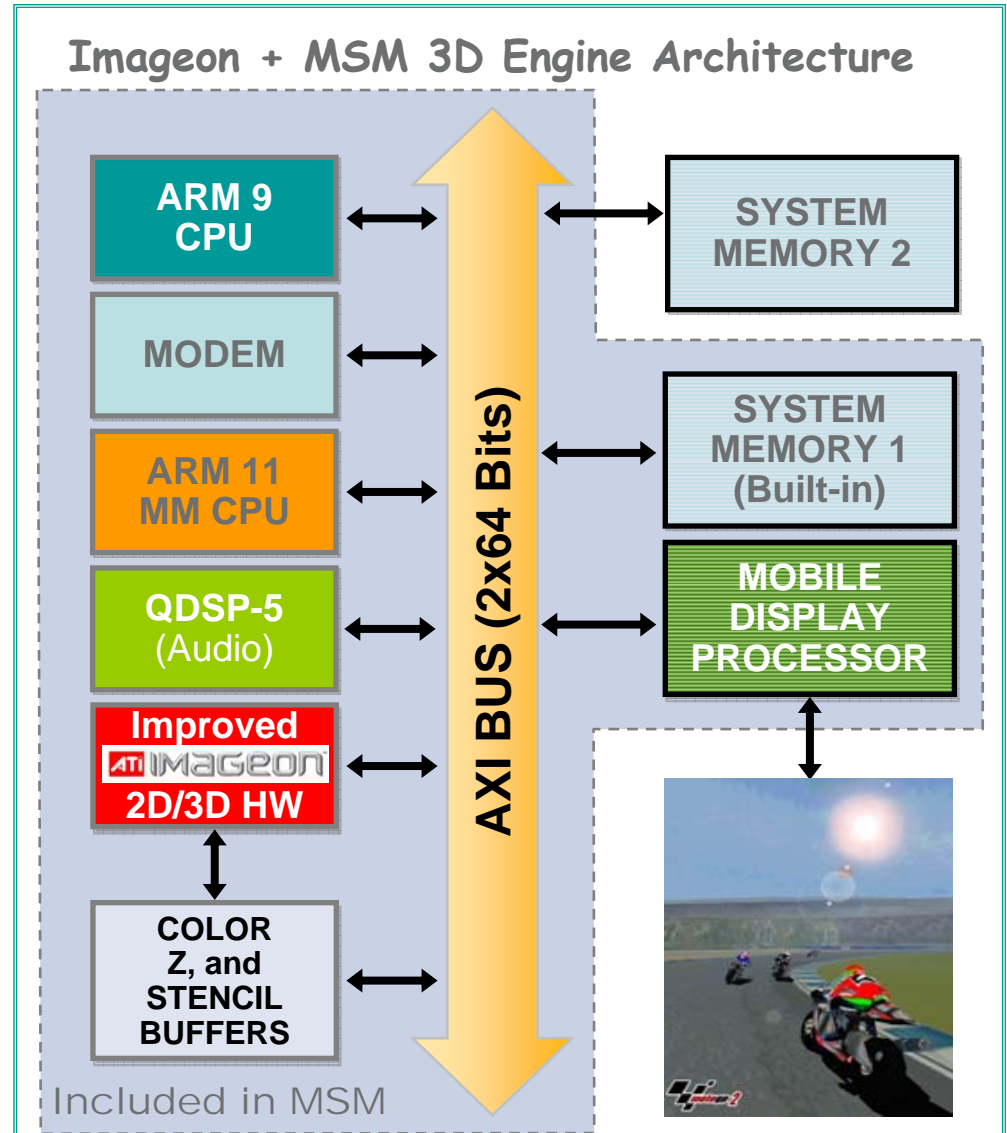 Imageon + MSM 3D Engine Architecture
ARM 9
CPU
MODEM
ARM 11
MM CPU
QDSP-5
(Audio)
Improved
ATI IMAGEON
2D/3D HW
COLOR
Z, and
STENCIL
BUFFERS
Included in MSM
AXI BUS (2x64 Bits)
SYSTEM
MEMORY 2
SYSTEM
MEMORY 1
(Built-in)
MOBILE
DISPLAY
PROCESSOR
motoGP 2